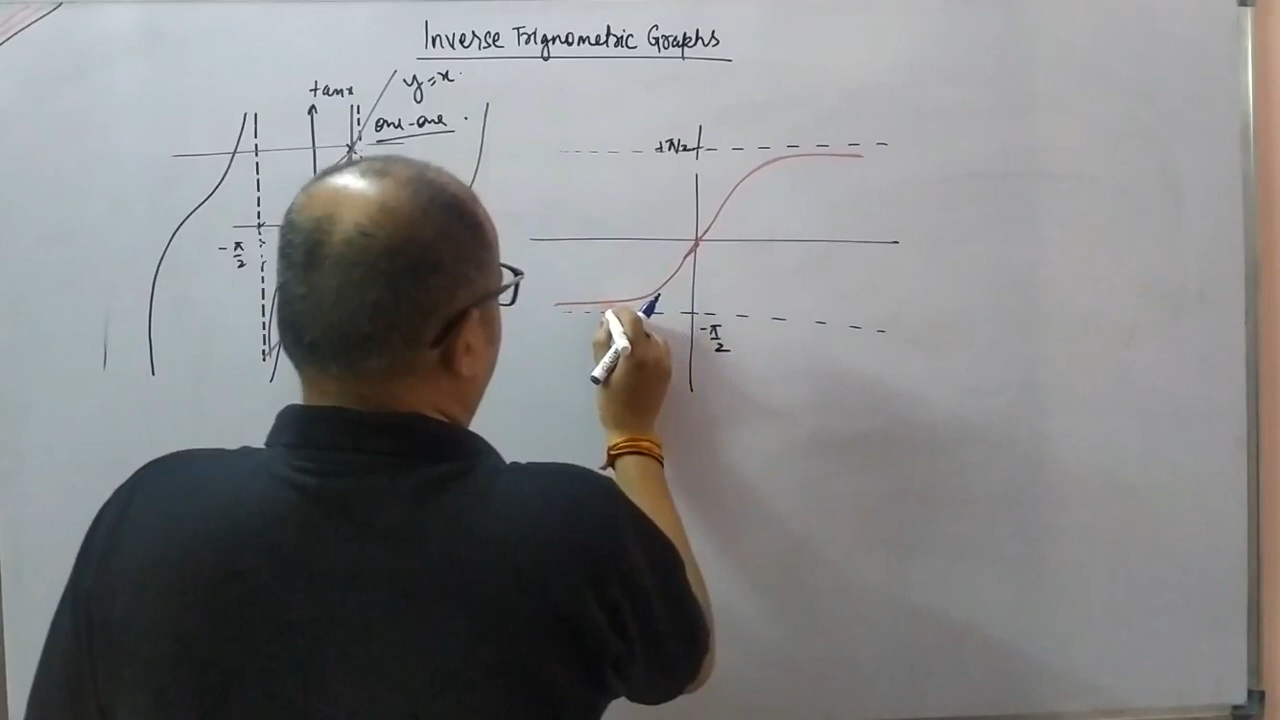 Inverse Trignometric Graphs
tanx
y=x
one-one
+π/2
-π/2
-π/2